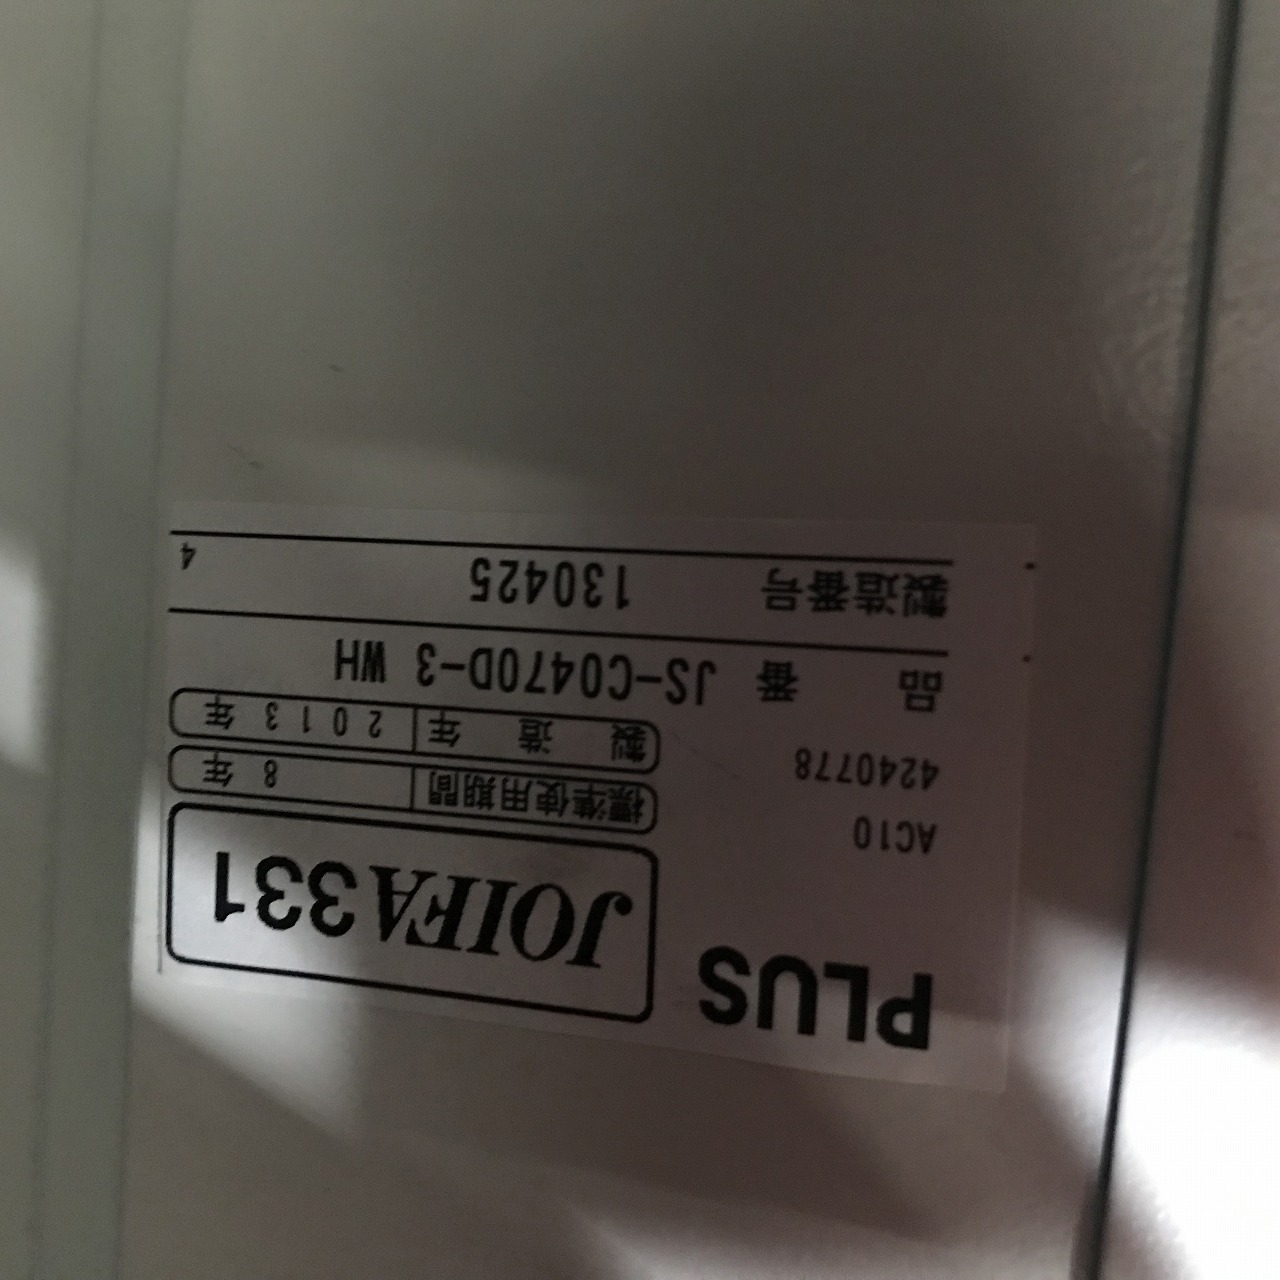 PLUS
JOIFA331
AC10
標準使用期間 8年
4240778
製造年 2013年
品番 JS-C0470D-3 WH
製造番号 130425
4